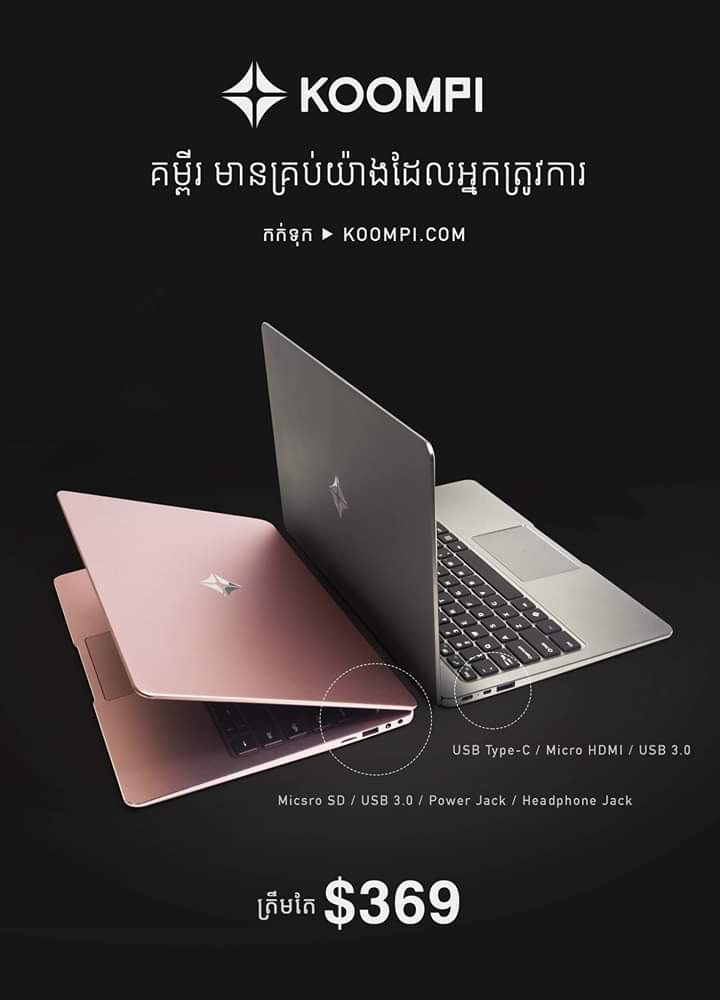 KOOMPI
គម្ពីរ មានគ្រប់យ៉ាងដែលអ្នកត្រូវការ
កក់ទុក ▶ KOOMPI.COM
USB Type-C / Micro HDMI / USB 3.0
Micsro SD / USB 3.0 / Power Jack / Headphone Jack
ត្រឹមតែ $369